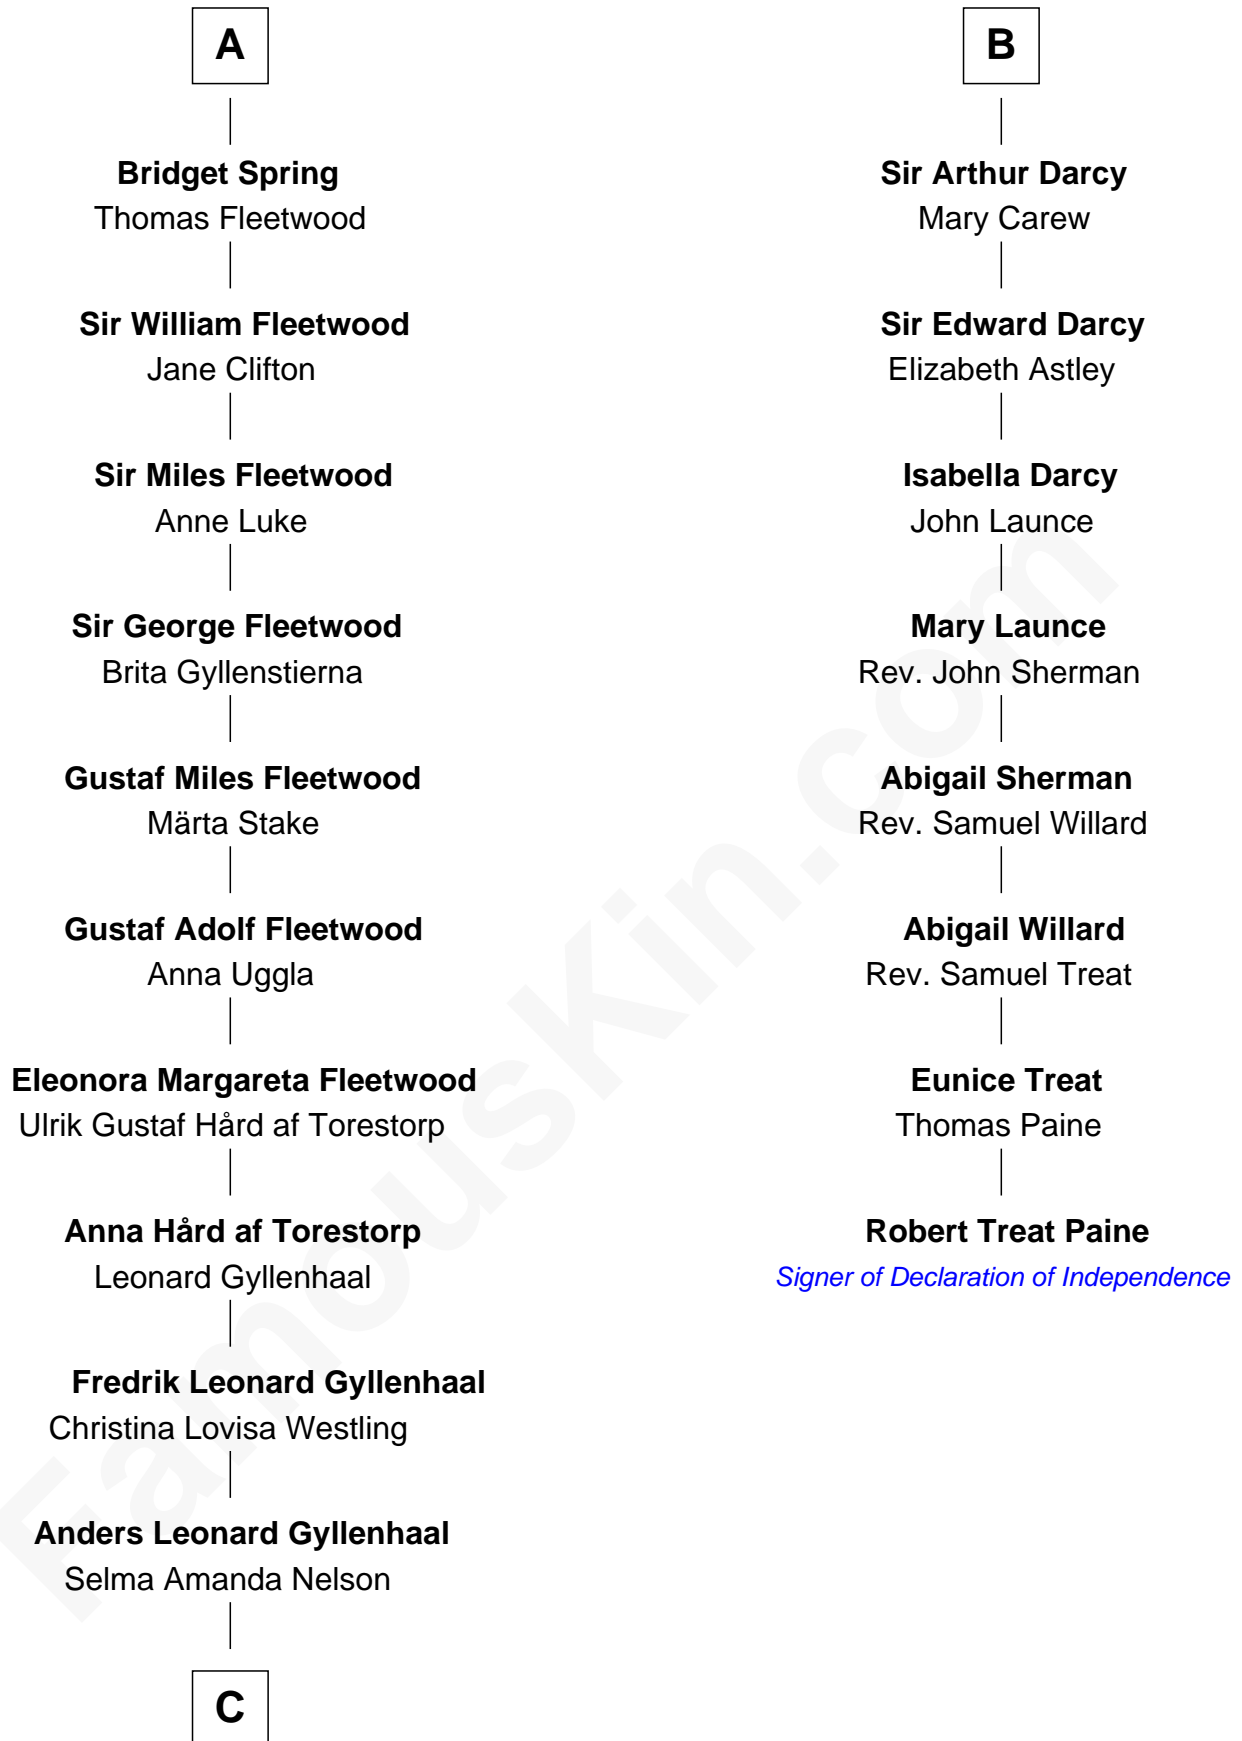 A
Bridget Spring
Thomas Fleetwood
Sir William Fleetwood
Jane Clifton
Sir Miles Fleetwood
Anne Luke
Sir George Fleetwood
Brita Gyllenstierna
Gustaf Miles Fleetwood
Märta Stake
Gustaf Adolf Fleetwood
Anna Uggla
Eleonora Margareta Fleetwood
Ulrik Gustaf Hård af Torestorp
Anna Hård af Torestorp
Leonard Gyllenhaal
Fredrik Leonard Gyllenhaal
Christina Lovisa Westling
Anders Leonard Gyllenhaal
Selma Amanda Nelson
C
B
Sir Arthur Darcy
Mary Carew
Sir Edward Darcy
Elizabeth Astley
Isabella Darcy
John Launce
Mary Launce
Rev. John Sherman
Abigail Sherman
Rev. Samuel Willard
Abigail Willard
Rev. Samuel Treat
Eunice Treat
Thomas Paine
Robert Treat Paine
Signer of Declaration of Independence
FamousKin.com